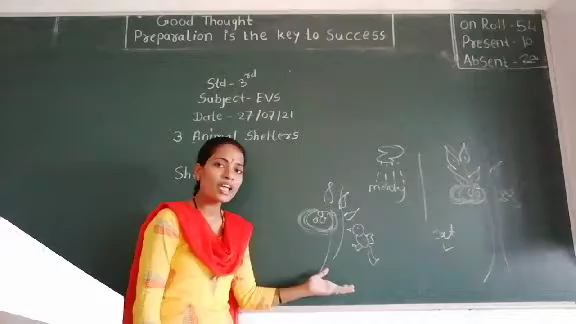 Good Thought
Preparation is the key to Success
on Roll - 54
Present - 10
Absent -
Std - 3rd
Subject - EVS
Date - 27/07/21
3 Animal Shelters